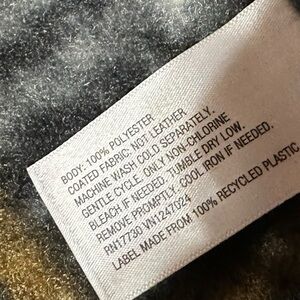 BODY: 100% POLYESTER
COATED FABRIC: NOT LEATHER
MACHINE WASH COLD SEPARATELY.
GENTLE CYCLE. ONLY NON-CHLORINE
BLEACH IF NEEDED. TUMBLE DRY LOW.
REMOVE PROMPTLY. COOL IRON IF NEEDED.
RN17730 VN1247024
LABEL MADE FROM 100% RECYCLED PLASTIC